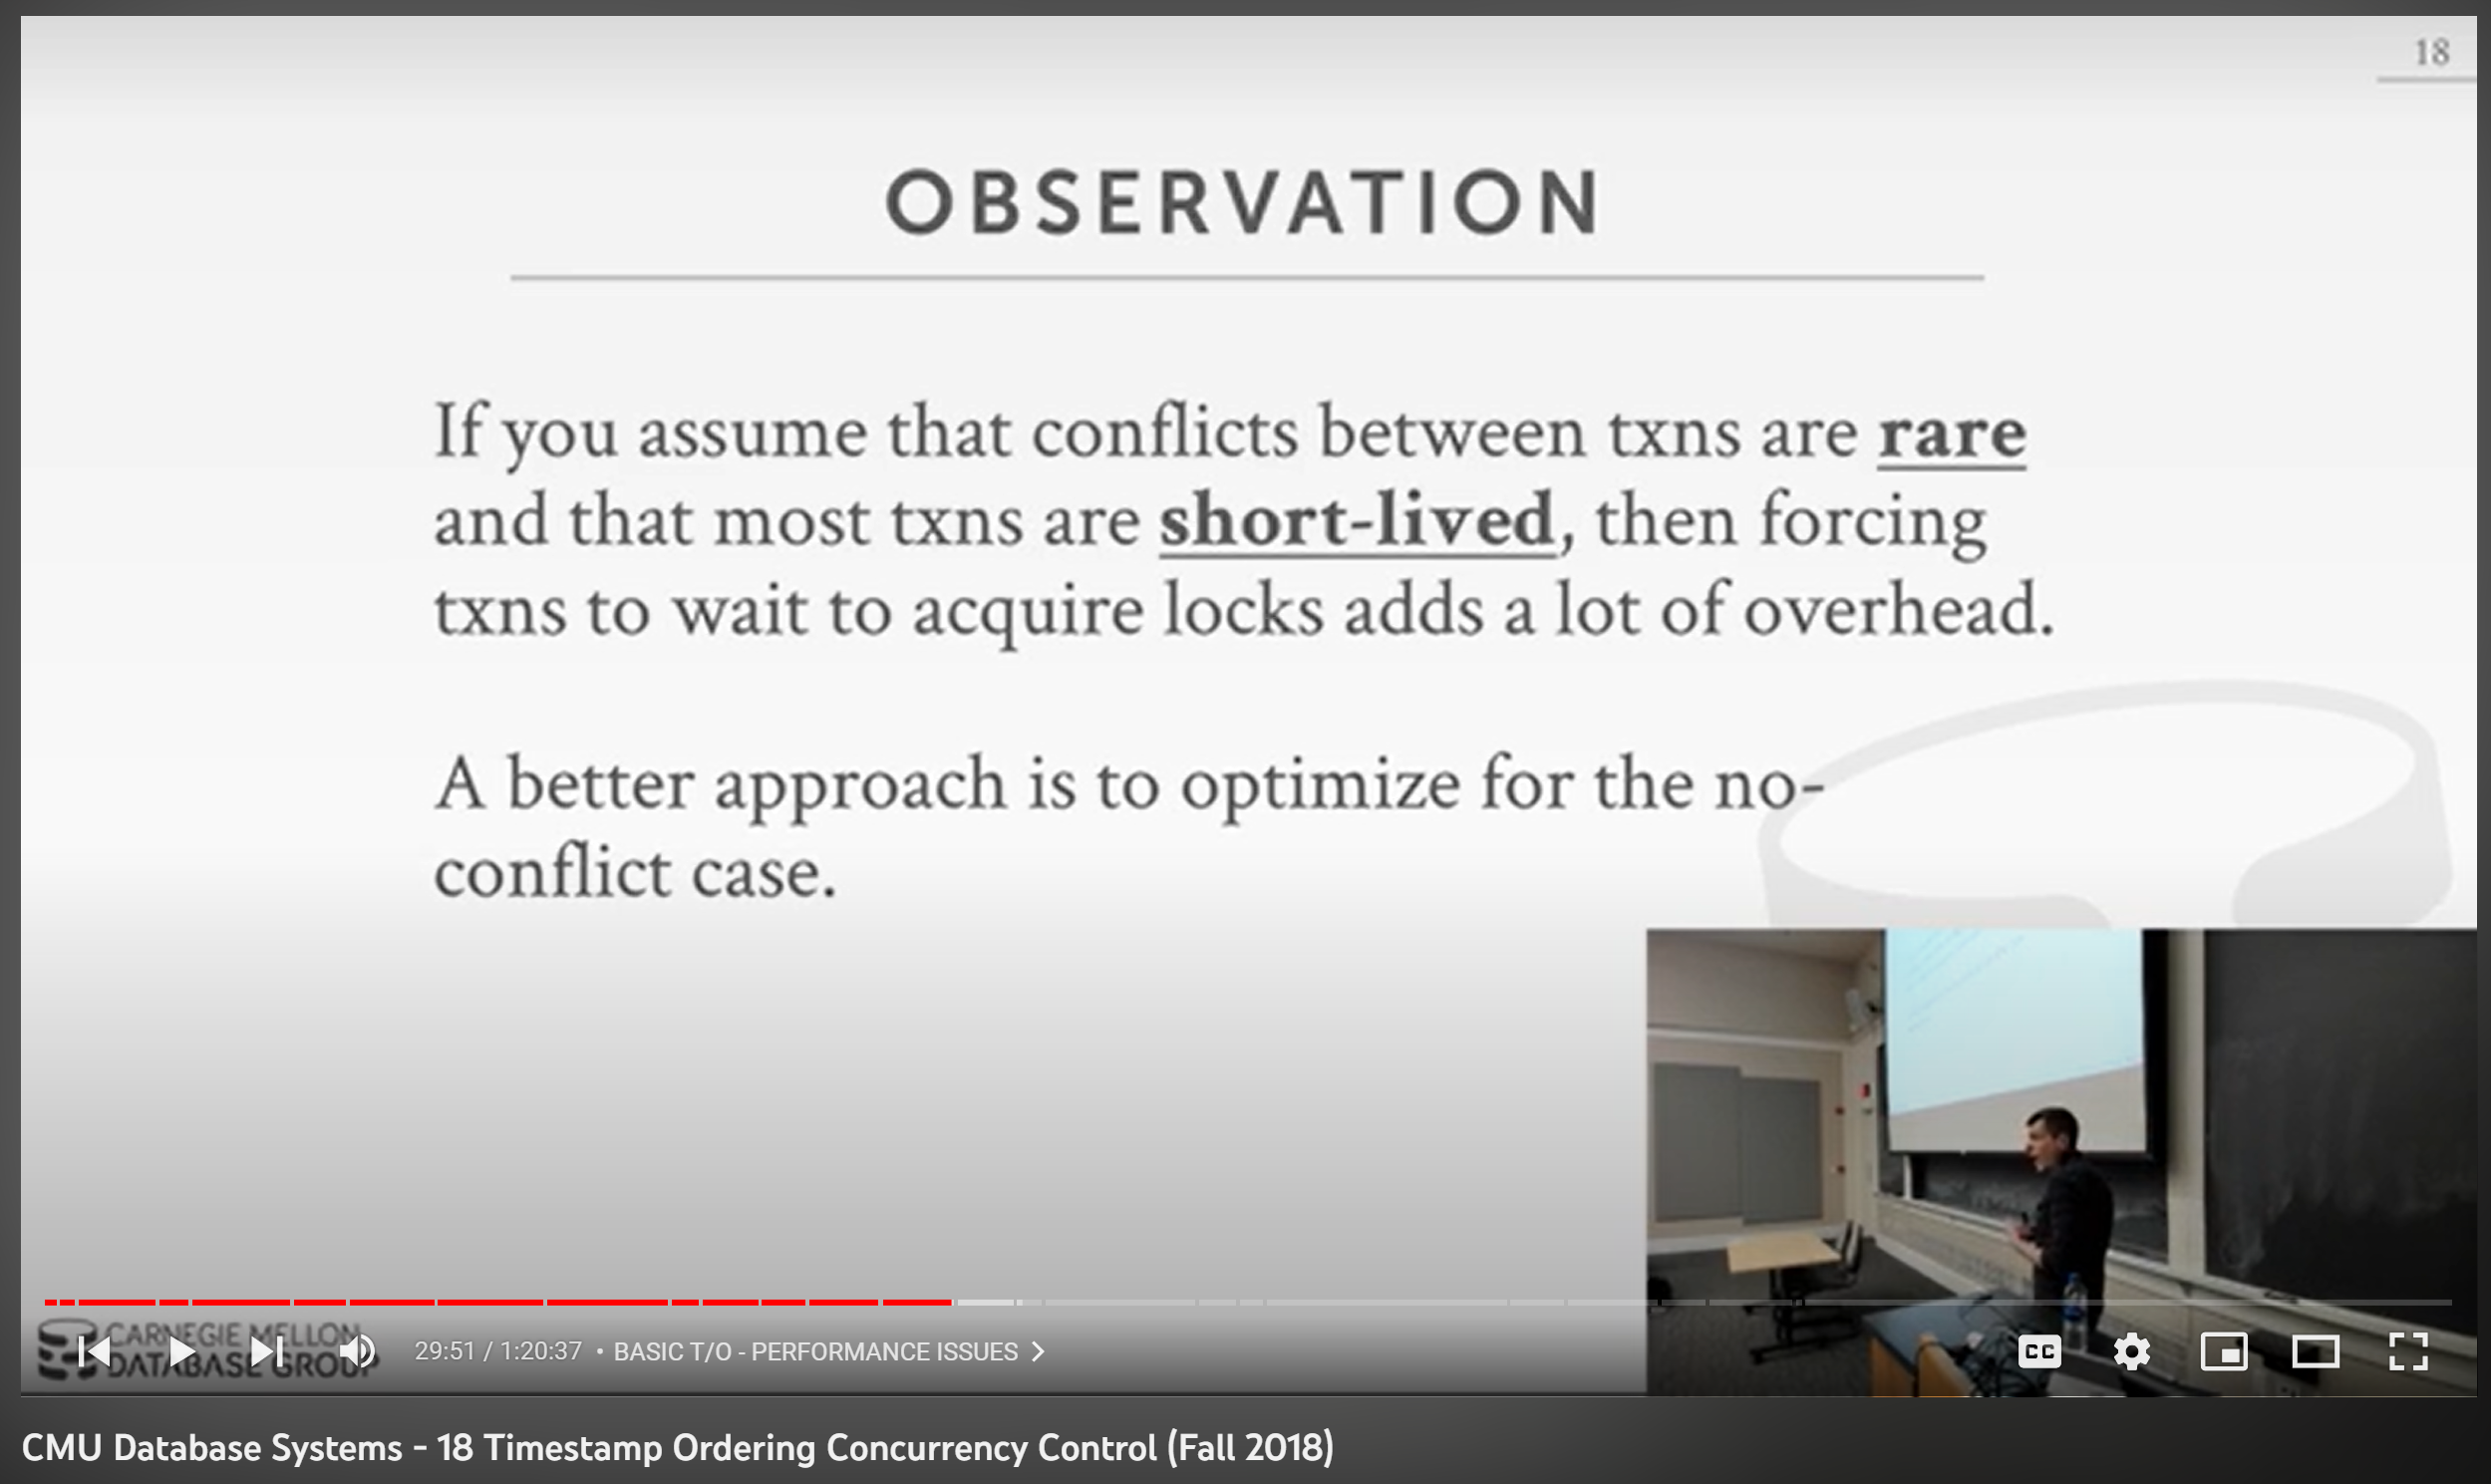 18
OBSERVATION
If you assume that conflicts between txns are rare
and that most txns are short-lived, then forcing
txns to wait to acquire locks adds a lot of overhead.
A better approach is to optimize for the no-
conflict case.
CARNEGIE MELLON
DATABASE GROUP
29:51 / 1:20:37 • BASIC T/O - PERFORMANCE ISSUES
CC
CMU Database Systems - 18 Timestamp Ordering Concurrency Control (Fall 2018)